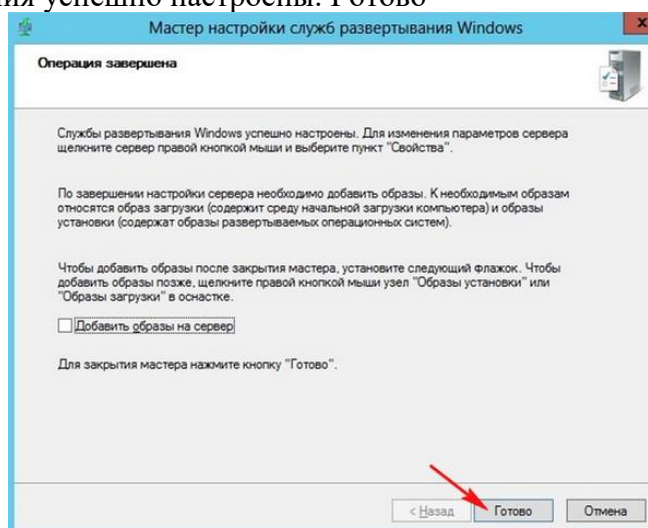 ия успешно настроены. Готово
Мастер настройки служб развертывания Windows
x
Операция завершена
Службы развертывания Windows успешно настроены. Для изменения параметров сервера
щелкните сервер правой кнопкой мыши и выберите пункт "Свойства".
По завершении настройки сервера необходимо добавить образы. К необходимым образам
относятся образ загрузки (содержит среду начальной загрузки компьютера) и образы
установки (содержат образы развертываемых операционных систем).
Чтобы добавить образы после закрытия мастера, установите следующий флажок. Чтобы
добавить образы позже, щелкните правой кнопкой мыши узел "Образы установки" или
"Образы загрузки" в оснастке.
Добавить образы на сервер
Для закрытия мастера нажмите кнопку "Готово".
< Назад
Готово
Отмена